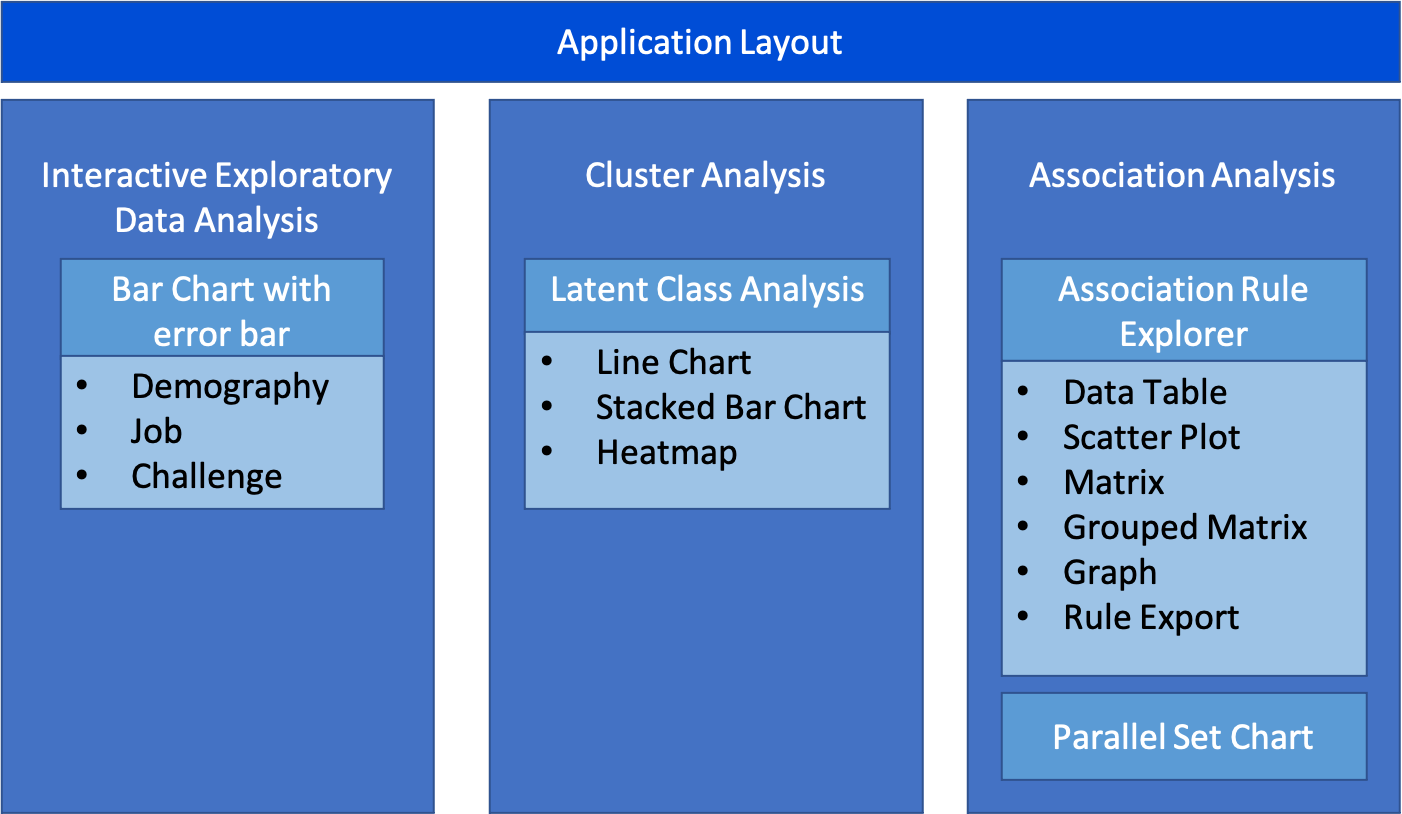 Application Layout
Interactive Exploratory
Data Analysis
Bar Chart with
error bar
• Demography
• Job
• Challenge
Cluster Analysis
Latent Class Analysis
• Line Chart
• Stacked Bar Chart
• Heatmap
Association Analysis
Association Rule
Explorer
• Data Table
• Scatter Plot
• Matrix
• Grouped Matrix
• Graph
• Rule Export
Parallel Set Chart